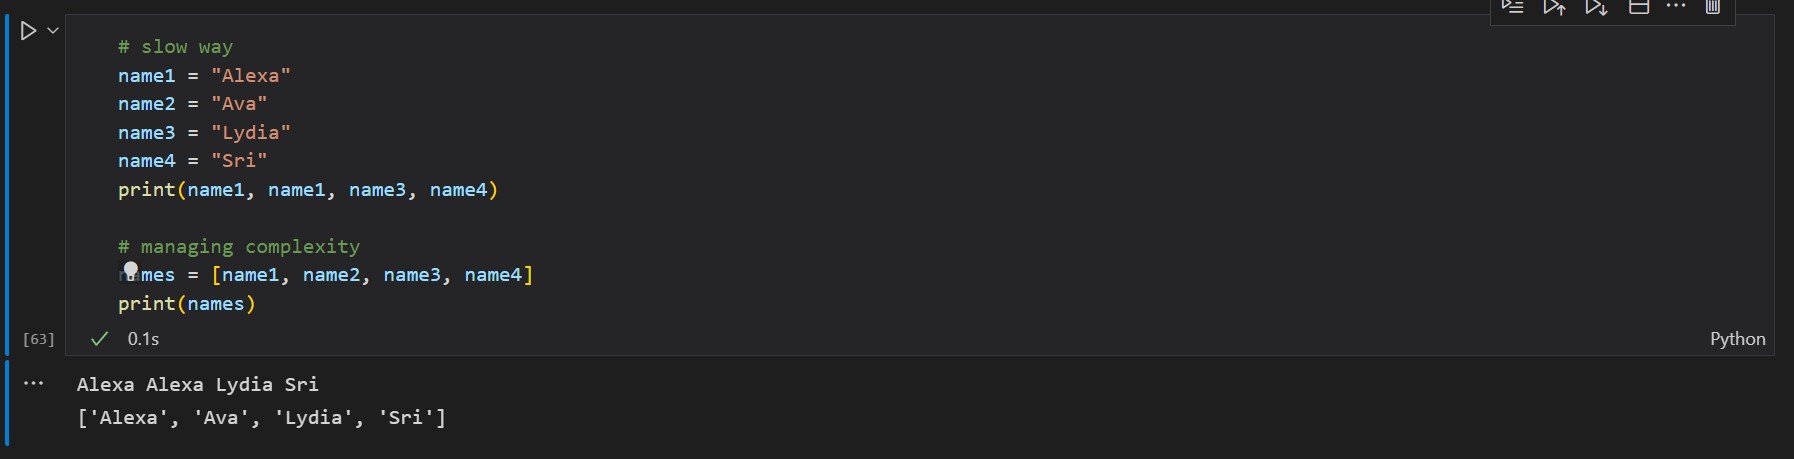 # slow way
name1 = "Alexa"
name2 = "Ava"
name3 = "Lydia"
name4 = "Sri"
print(name1, name1, name3, name4)
# managing complexity
names = [name1, name2, name3, name4]
print(names)
[63] 0.1s Python
Alexa Alexa Lydia Sri
['Alexa', 'Ava', 'Lydia', 'Sri']